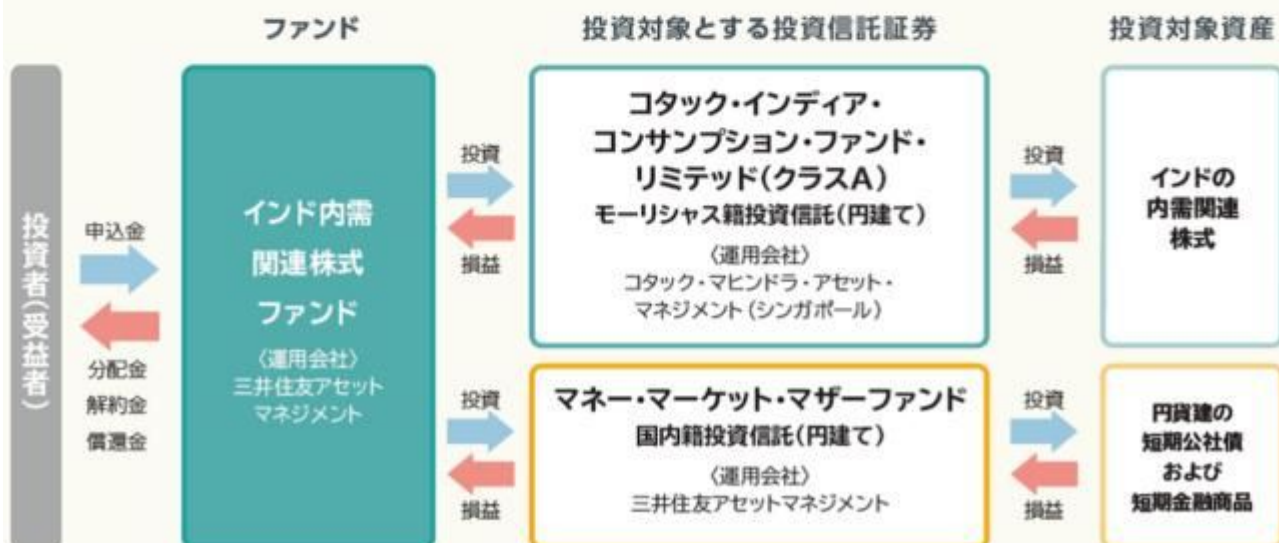 ファンド
投資対象とする投資信託証券
投資対象資産
投資者(受益者)
申込金
分配金
解約金
償還金
インド内需
関連株式
ファンド
〈運用会社〉
三井住友アセット
マネジメント
投資
損益
コタック・インディア・
コンサンプション・ファンド・
リミテッド(クラスA)
モーリシャス籍投資信託(円建て)
〈運用会社〉
コタック・マヒンドラ・アセット・
マネジメント(シンガポール)
投資
損益
インドの
内需関連
株式
投資
損益
マネー・マーケット・マザーファンド
国内籍投資信託(円建て)
〈運用会社〉
三井住友アセットマネジメント
投資
損益
円貨建の
短期公社債
および
短期金融商品